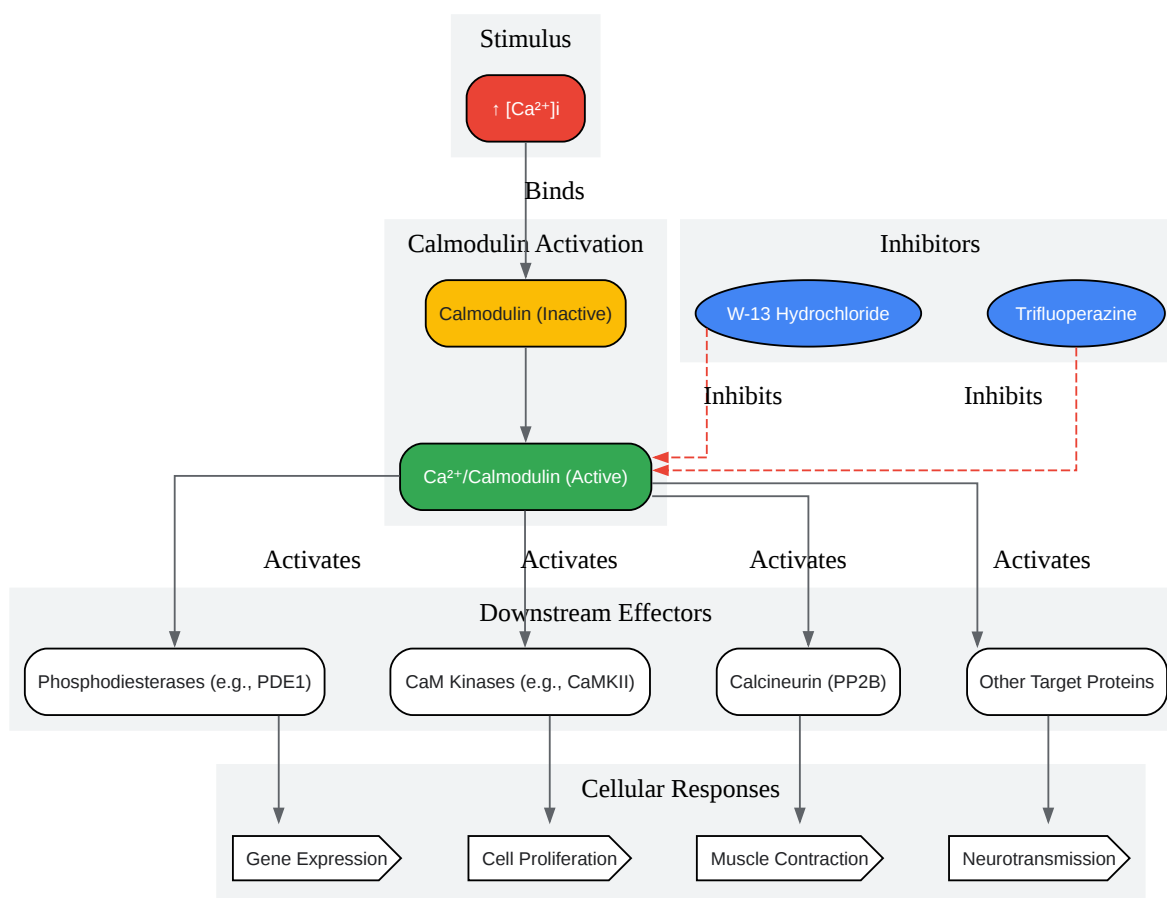 Stimulus
↑ [Ca²⁺]i
Binds
Calmodulin Activation
Inhibitors
Calmodulin (Inactive)
W-13 Hydrochloride
Trifluoperazine
Inhibits
Inhibits
Ca²⁺/Calmodulin (Active)
Activates
Activates
Activates
Activates
Downstream Effectors
Phosphodiesterases (e.g., PDE1)
CaM Kinases (e.g., CaMKII)
Calcineurin (PP2B)
Other Target Proteins
Cellular Responses
Gene Expression
Cell Proliferation
Muscle Contraction
Neurotransmission